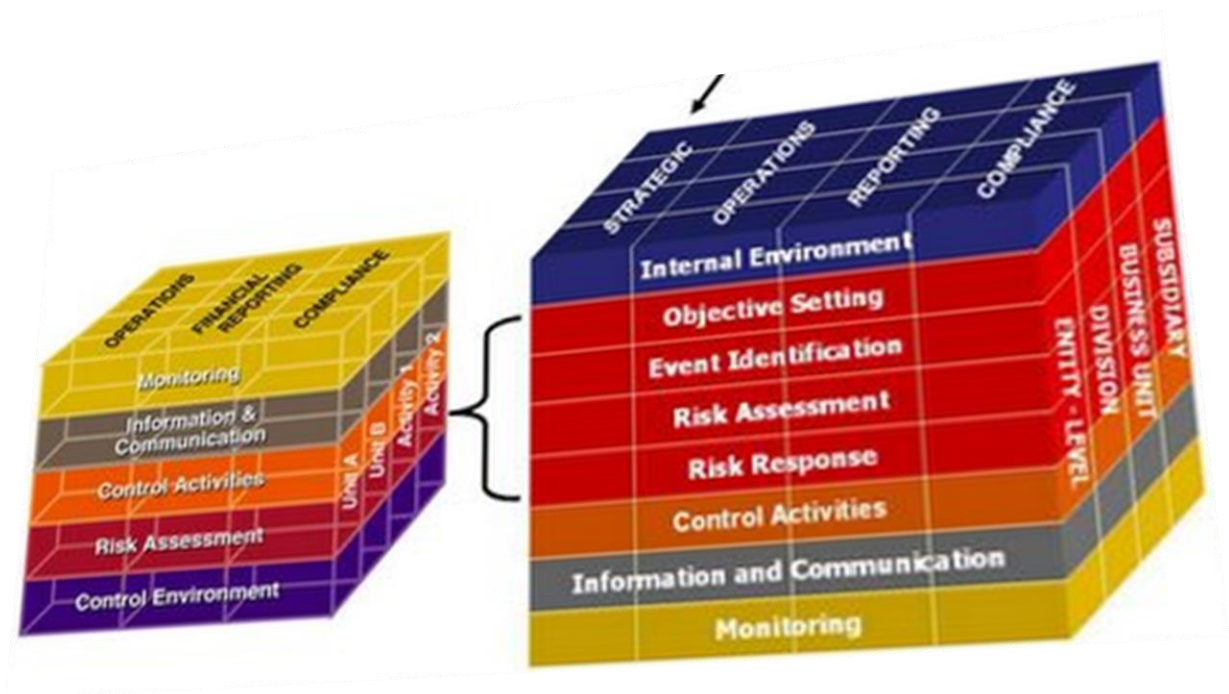 OPERATIONS
FINANCIAL
REPORTING
COMPLIANCE
Monitoring
Information &
Communication
Control Activities
Risk Assessment
Control Environment
Unit A
Unit B
Activity 1
Activity 2
STRATEGIC
OPERATIONS
REPORTING
COMPLIANCE
Internal Environment
Objective Setting
Event Identification
Risk Assessment
Risk Response
Control Activities
Information and Communication
Monitoring
ENTITY - LEVEL
DIVISION
BUSINESS UNIT
SUBSIDIARY